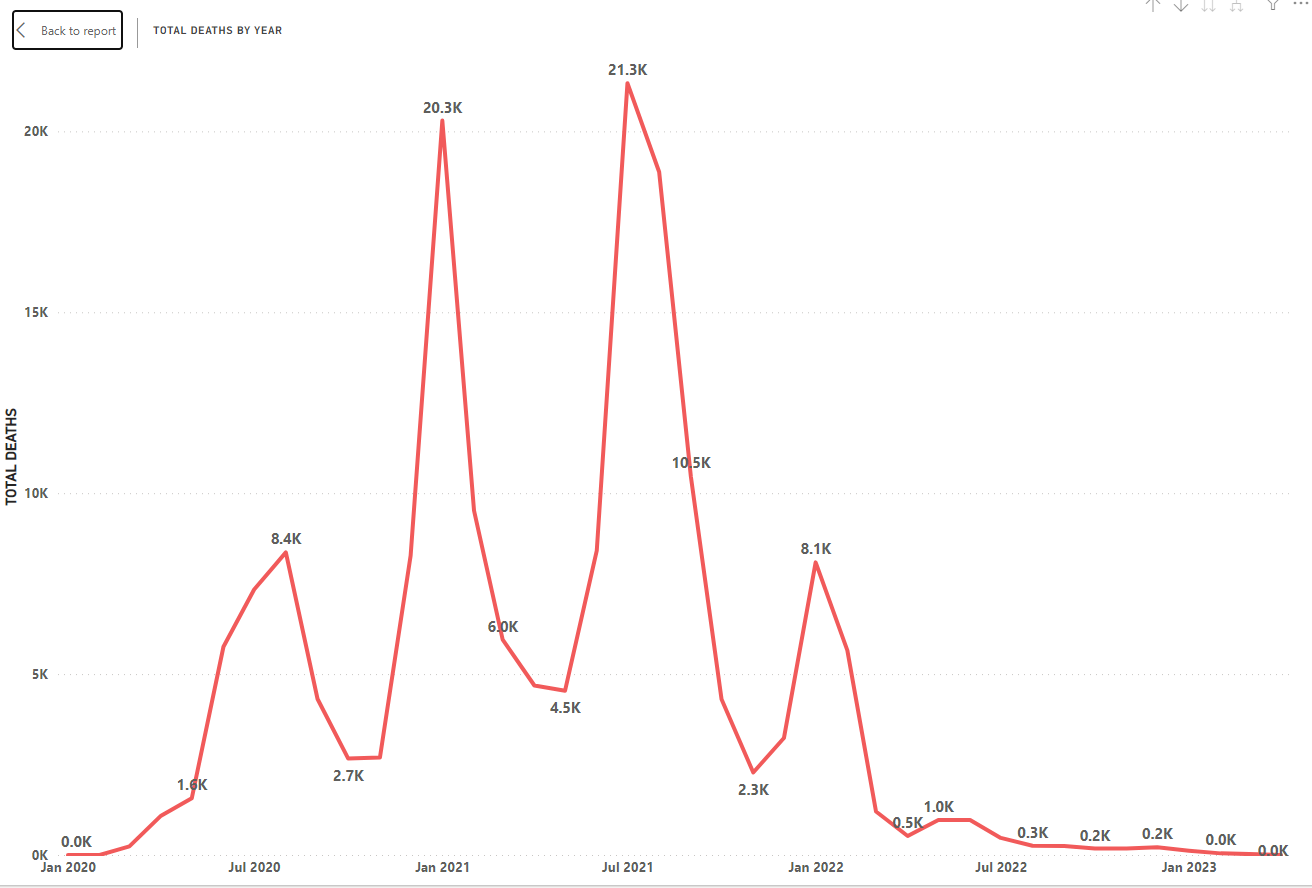 Back to report
TOTAL DEATHS BY YEAR
TOTAL DEATHS
20K
15K
10K
5K
0K
0.0K
1.6K
8.4K
2.7K
20.3K
6.0K
4.5K
21.3K
10.5K
2.3K
8.1K
0.5K
1.0K
0.3K
0.2K
0.2K
0.0K
0.0K
Jan 2020
Jul 2020
Jan 2021
Jul 2021
Jan 2022
Jul 2022
Jan 2023